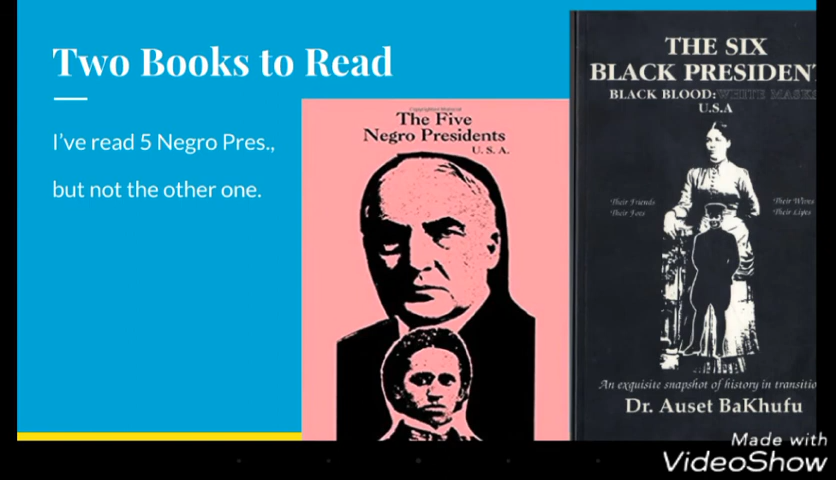 Two Books to Read
I've read 5 Negro Pres.,
but not the other one.
The Five
Negro Presidents
U. S. A.
THE SIX
BLACK PRESIDENT
BLACK BLOOD: WHITE MASKS
U.S.A
Their Friends
Their Foes
Their Wives
Their Lives
An exquisite snapshot of history in transitio
Dr. Auset BaKhufu
Made with
VideoShow